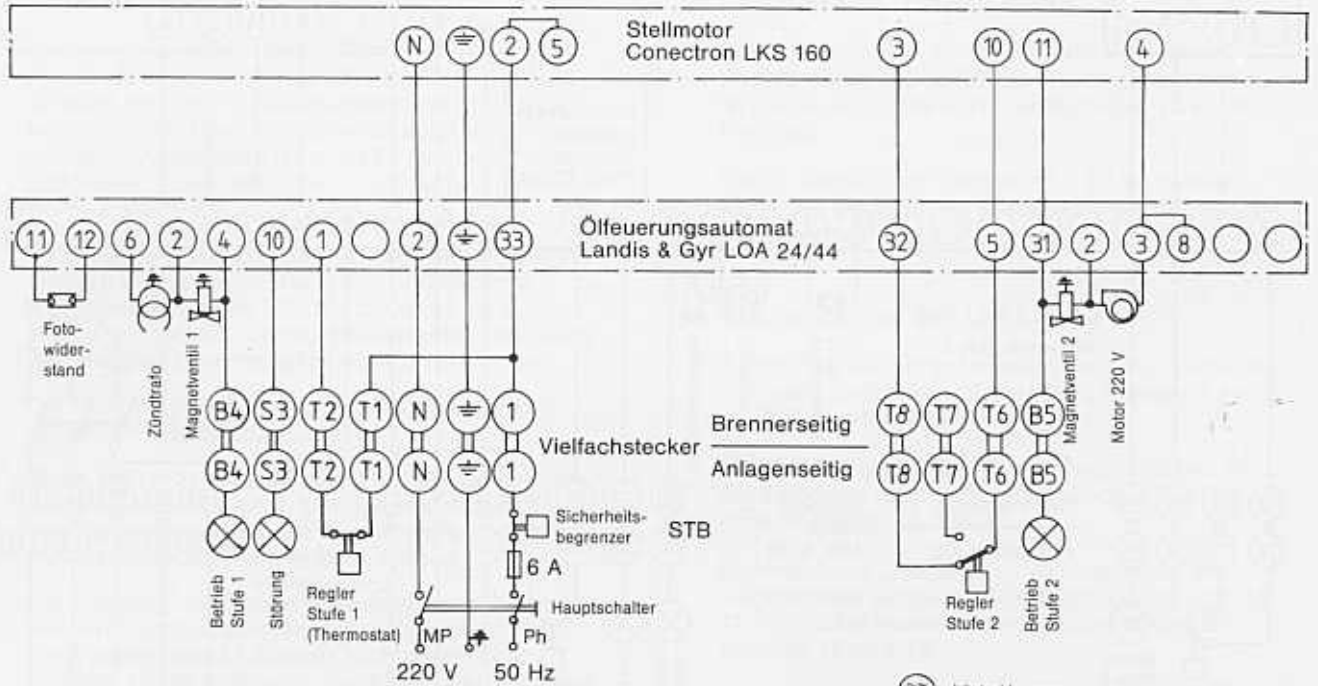 N 2 5 Stellmotor 3 10 11 4
Conectron LKS 160
11 12 6 2 4 10 1 2 33 Ölfeuerungsautomat 32 5 31 2 3 8
Landis & Gyr LOA 24/44
Foto-
wider-
stand
Zündtrafo
Magnetventil 1
Magnetventil 2
Motor 220 V
B4 S3 T2 T1 N 1 T8 T7 T6 B5
Vielfachstecker
Brennerseitig
Anlagenseitig
B4 S3 T2 T1 N 1 T8 T7 T6 B5
Sicherheits-
begrenzer
STB
6 A
Hauptschalter
Betrieb
Stufe 1
Störung
Regler
Stufe 1
(Thermostat)
MP
Ph
220 V 50 Hz
Regler
Stufe 2
Betrieb
Stufe 2